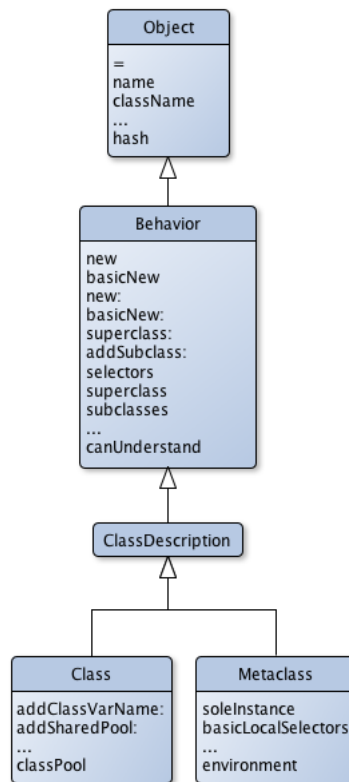 Object
=
name
className
...
hash
Behavior
new
basicNew
new:
basicNew:
superclass:
addSubclass:
selectors
superclass
subclasses
...
canUnderstand
ClassDescription
Class
addClassVarName:
addSharedPool:
...
classPool
Metaclass
soleInstance
basicLocalSelectors
...
environment